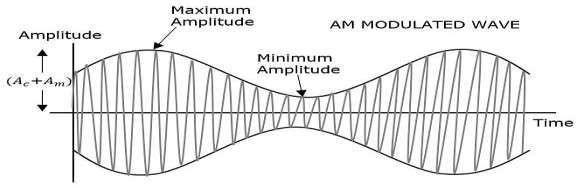 Maximum
Amplitude
AM MODULATED WAVE
Amplitude
Minimum
Amplitude
(A_c+A_m)
Time